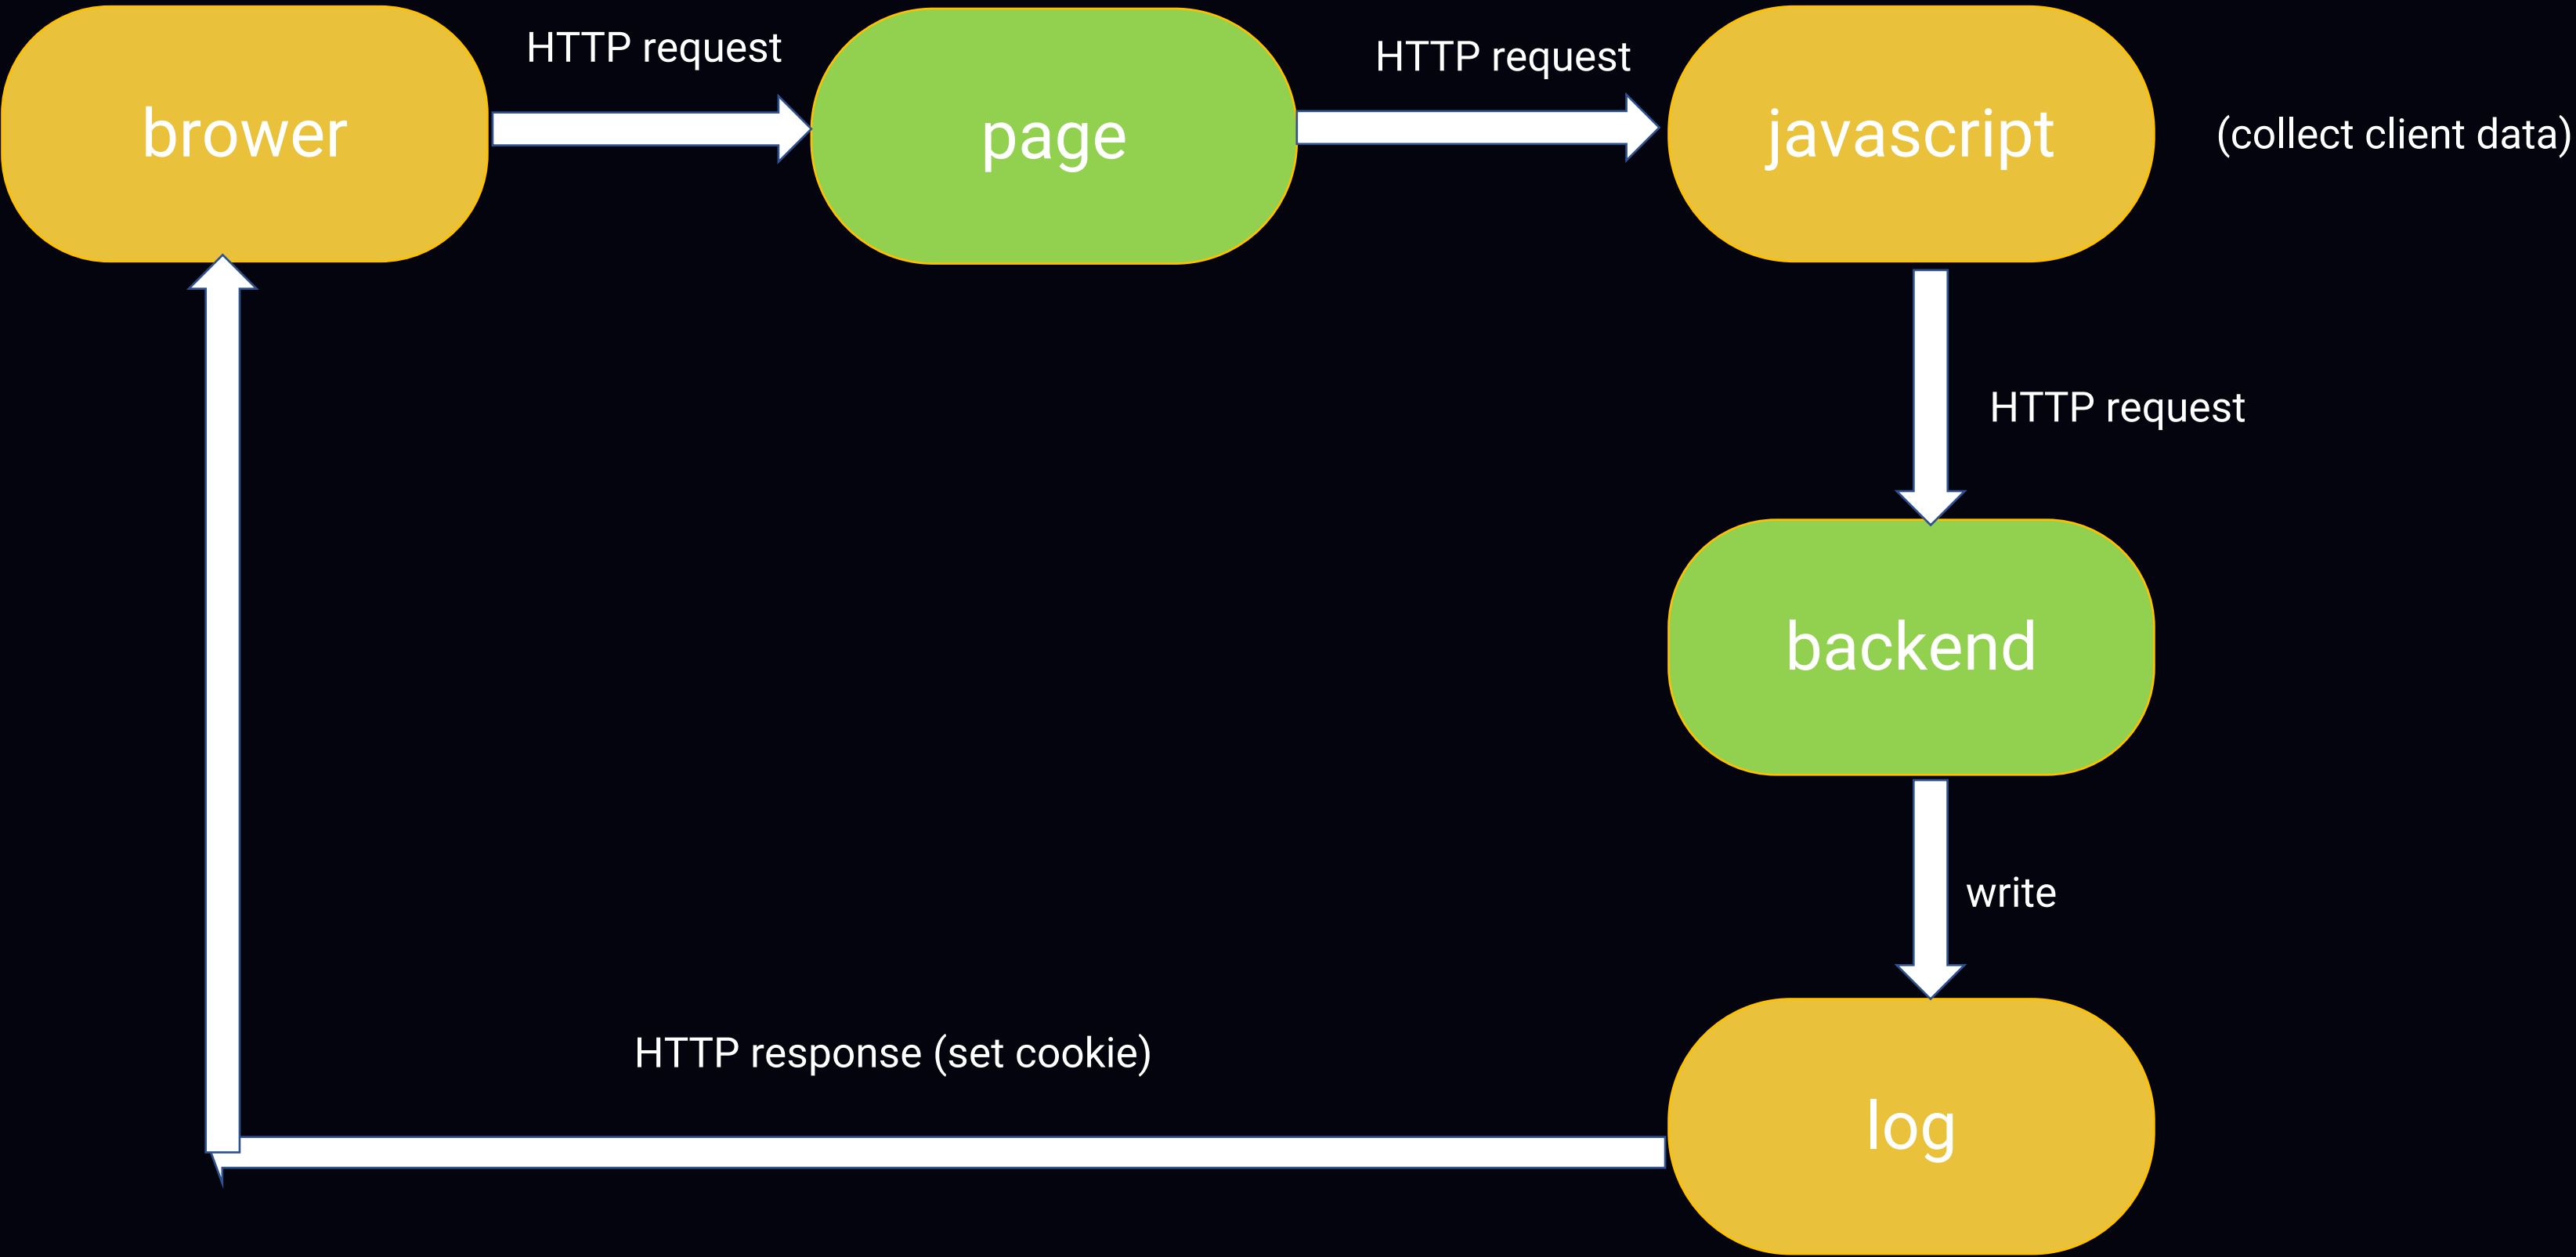 HTTP request
HTTP request
brower
page
javascript
(collect client data)
HTTP request
backend
write
HTTP response (set cookie)
log